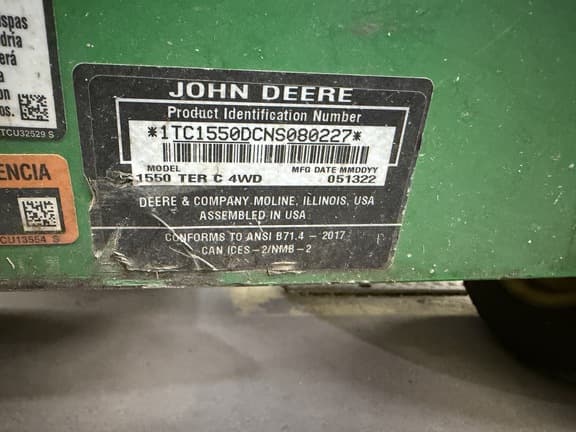 spas
dría
erá
en
os.
TCU32529 S
ENCIA
CU13554 S
JOHN DEERE
Product Identification Number
*1TC1550DCNS080227*
MODEL MFG DATE MMDDYY
1550 TER C 4WD 051322
DEERE & COMPANY MOLINE, ILLINOIS, USA
ASSEMBLED IN USA
CONFORMS TO ANSI B71.4 - 2017
CAN ICES-2/NMB-2